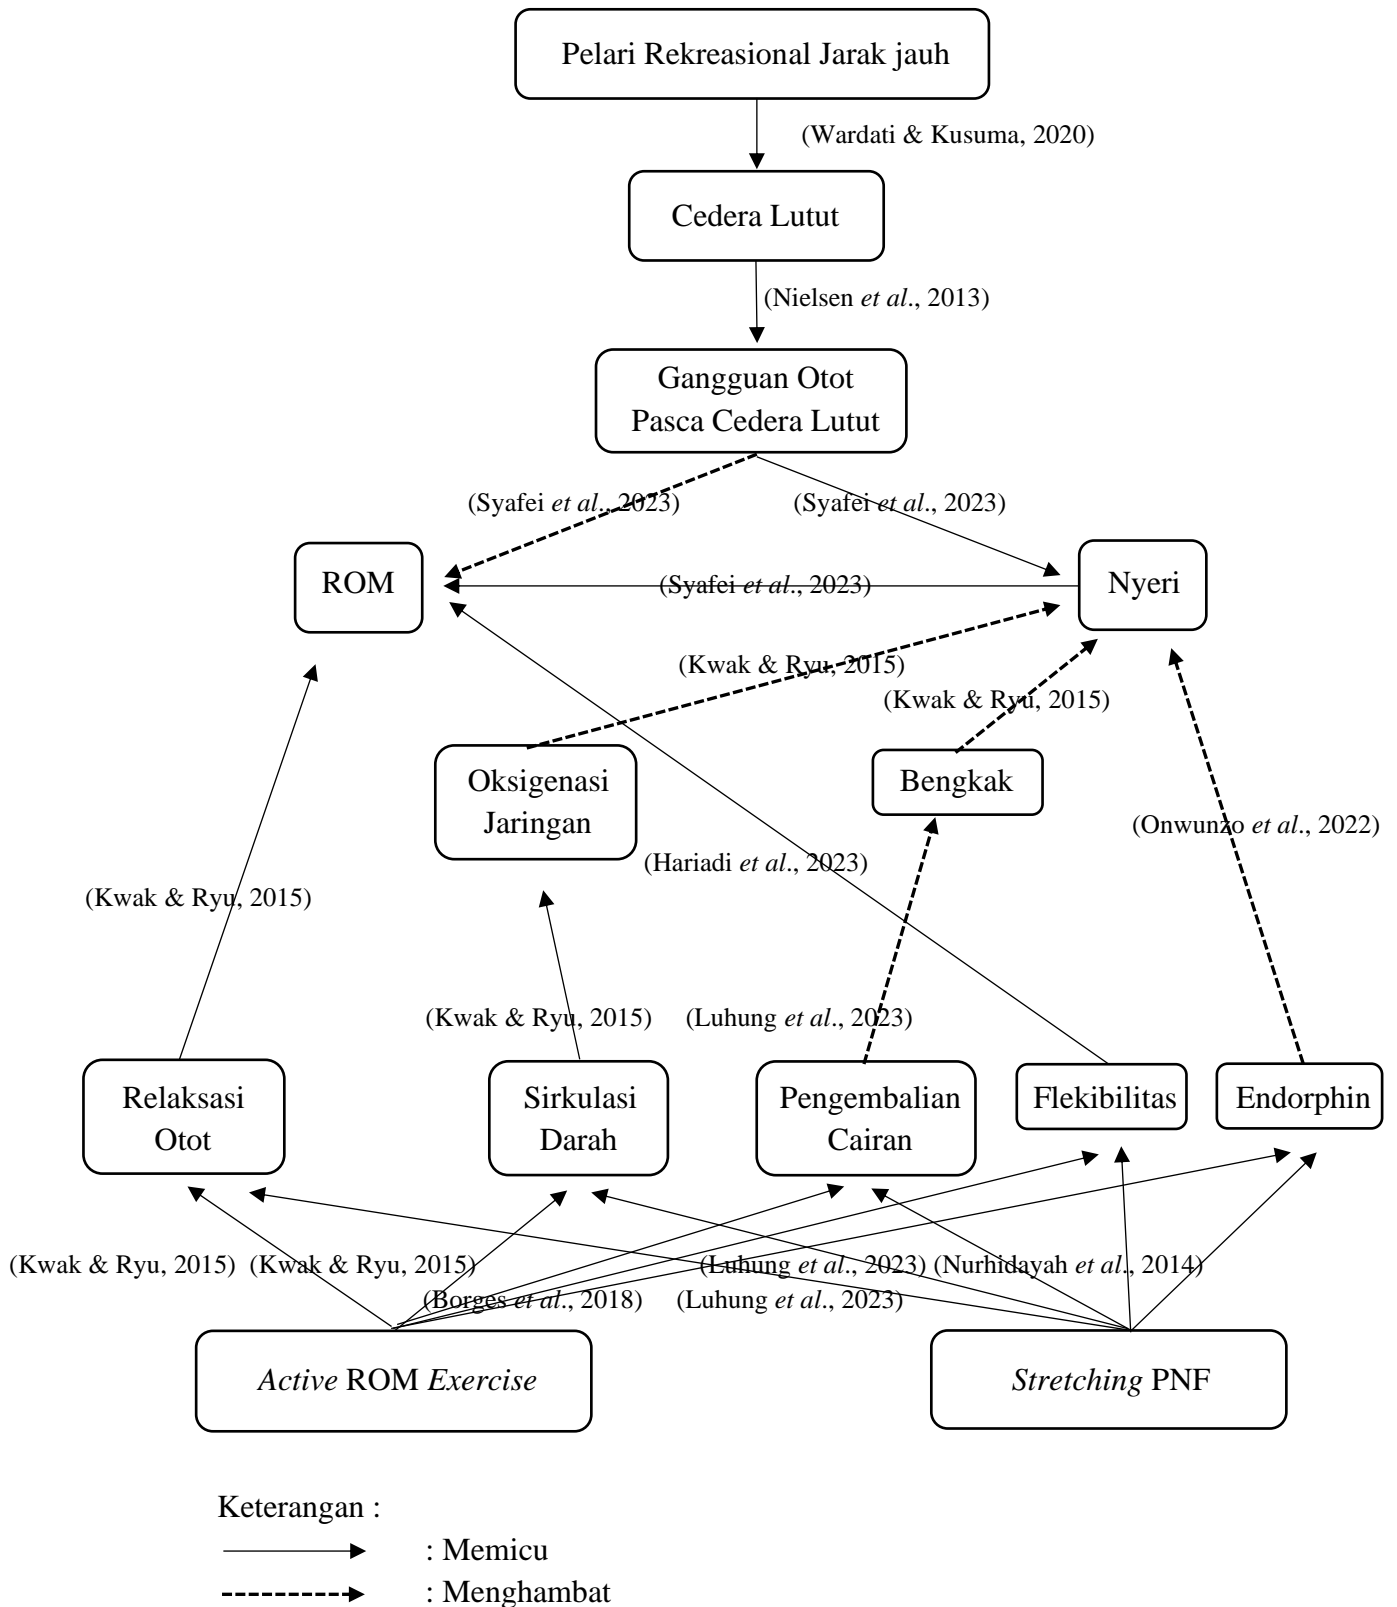 Pelari Rekreasional Jarak jauh
(Wardati & Kusuma, 2020)
Cedera Lutut
(Nielsen et al., 2013)
Gangguan Otot
Pasca Cedera Lutut
(Syafei et al., 2023)
(Syafei et al., 2023)
ROM
(Syafei et al., 2023)
Nyeri
(Kwak & Ryu, 2015)
(Kwak & Ryu, 2015)
Oksigenasi
Jaringan
Bengkak
(Onwunzo et al., 2022)
(Hariadi et al., 2023)
(Kwak & Ryu, 2015)
(Kwak & Ryu, 2015)
(Luhung et al., 2023)
Relaksasi
Otot
Sirkulasi
Darah
Pengembalian
Cairan
Flekibilitas
Endorphin
(Kwak & Ryu, 2015)
(Kwak & Ryu, 2015)
(Luhung et al., 2023)
(Nurhidayah et al., 2014)
(Borges et al., 2018)
(Luhung et al., 2023)
Active ROM Exercise
Stretching PNF
Keterangan :
: Memicu
: Menghambat